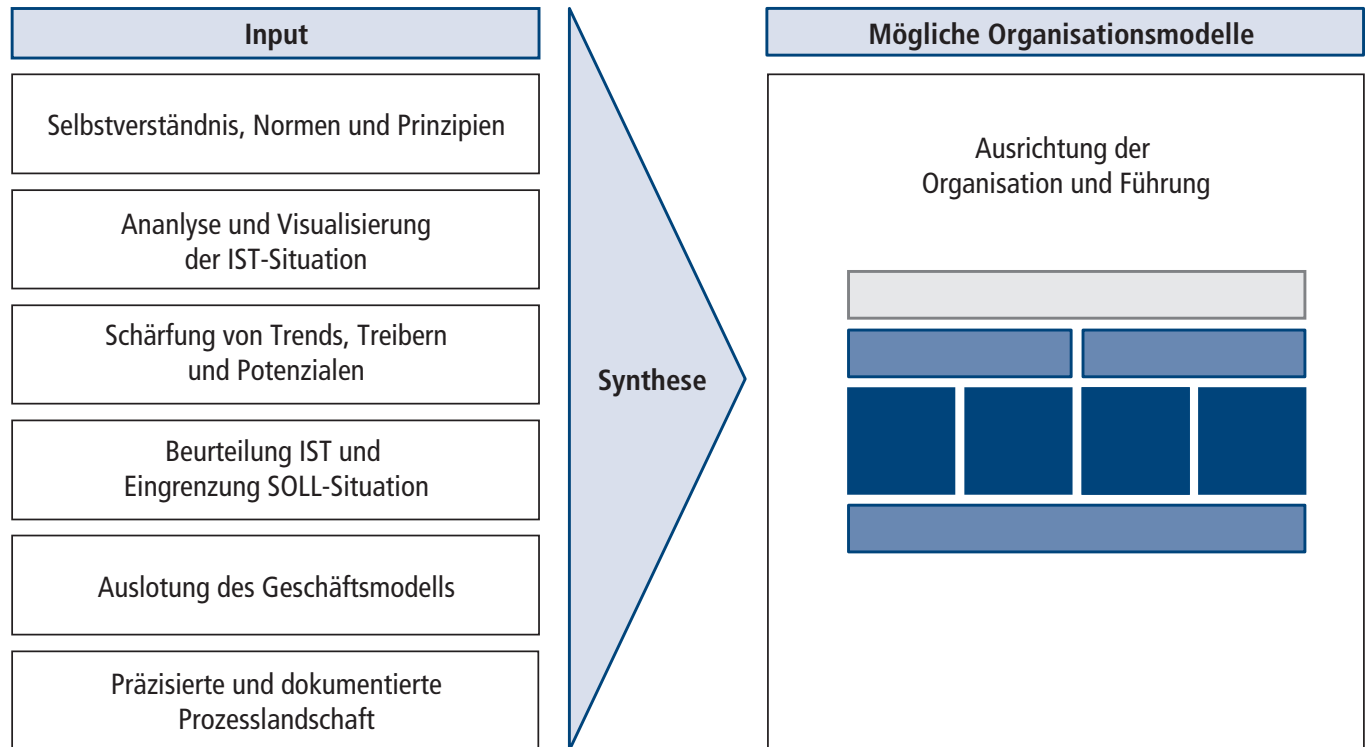 Input
Selbstverständnis, Normen und Prinzipien
Ananlyse und Visualisierung
der IST-Situation
Schärfung von Trends, Treibern
und Potenzialen
Beurteilung IST und
Eingrenzung SOLL-Situation
Auslotung des Geschäftsmodells
Präzisierte und dokumentierte
Prozesslandschaft
Synthese
Mögliche Organisationsmodelle
Ausrichtung der
Organisation und Führung